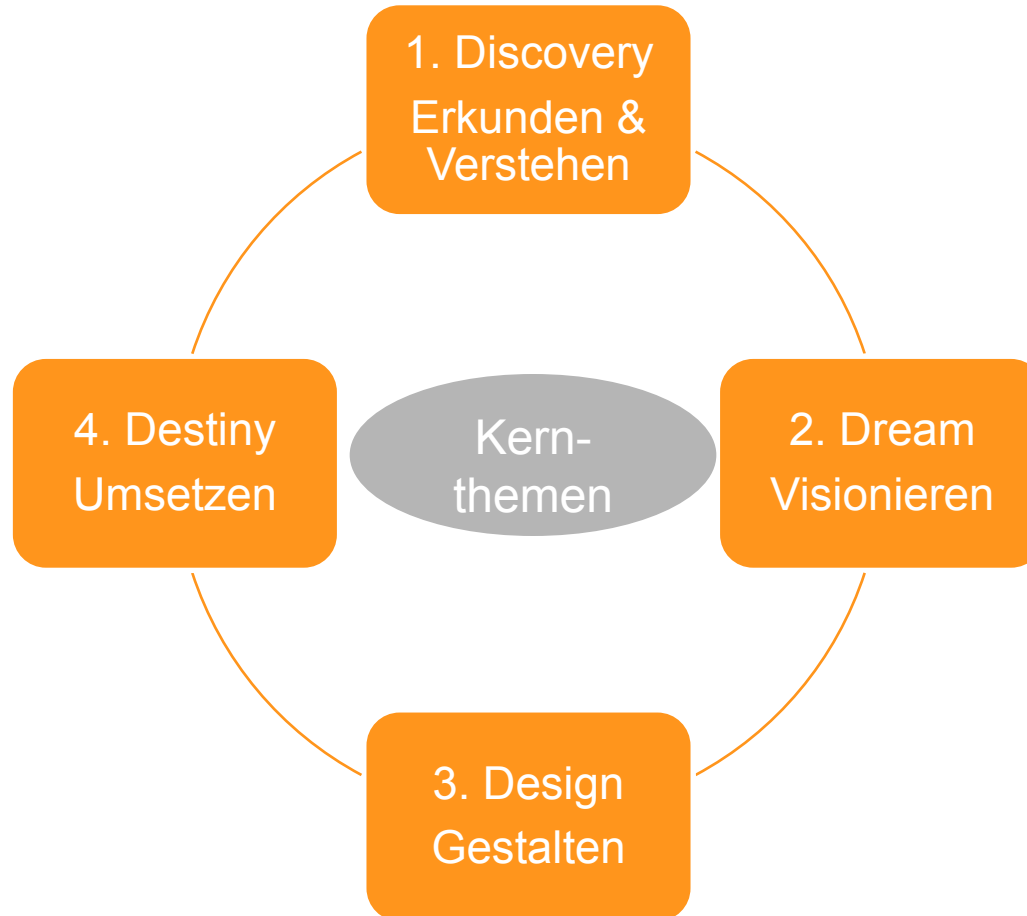 1. Discovery
Erkunden &
Verstehen
4. Destiny
Umsetzen
Kern-
themen
2. Dream
Visionieren
3. Design
Gestalten